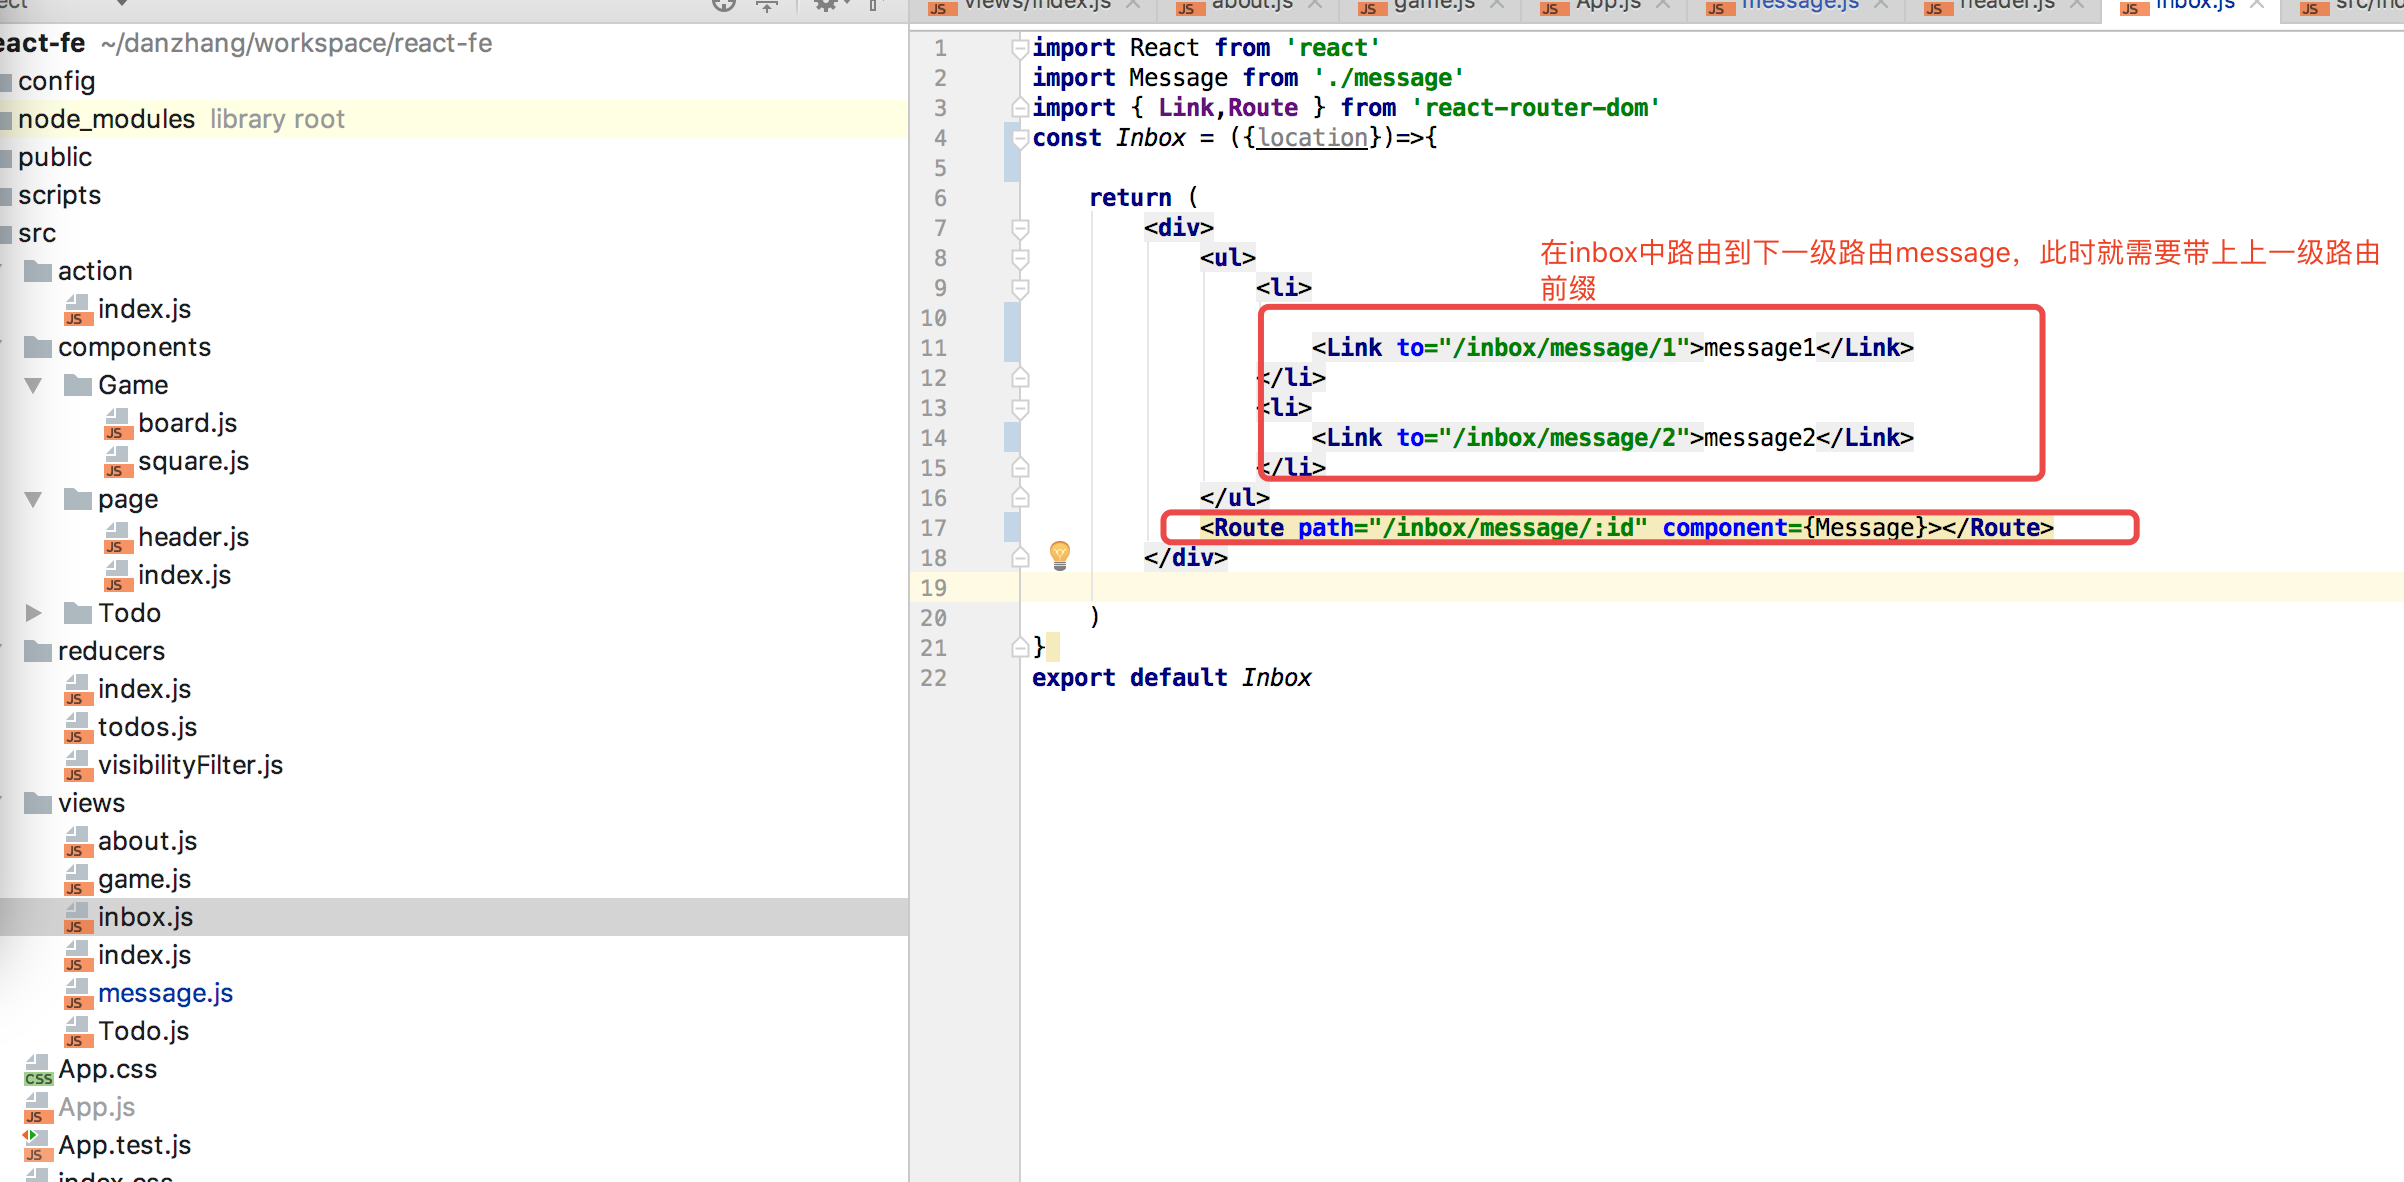 react-fe ~/danzhang/workspace/react-fe
config
node_modules library root
public
scripts
src
action
index.js
components
Game
board.js
square.js
page
header.js
index.js
Todo
reducers
index.js
todos.js
visibilityFilter.js
views
about.js
game.js
inbox.js
index.js
message.js
Todo.js
App.css
App.js
App.test.js
index.css
views/index.js about.js game.js App.js message.js header.js inbox.js
1 import React from 'react'
2 import Message from './message'
3 import { Link,Route } from 'react-router-dom'
4 const Inbox = ({location})=>{
5
6 return (
7 <div>
8 <ul>
9 <li>
10
11 <Link to="/inbox/message/1">message1</Link>
12 </li>
13 <li>
14 <Link to="/inbox/message/2">message2</Link>
15 </li>
16 </ul>
17 <Route path="/inbox/message/:id" component={Message}></Route>
18 </div>
19
20 )
21 }
22 export default Inbox
在inbox中路由到下一级路由message，此时就需要带上上一级路由
前缀